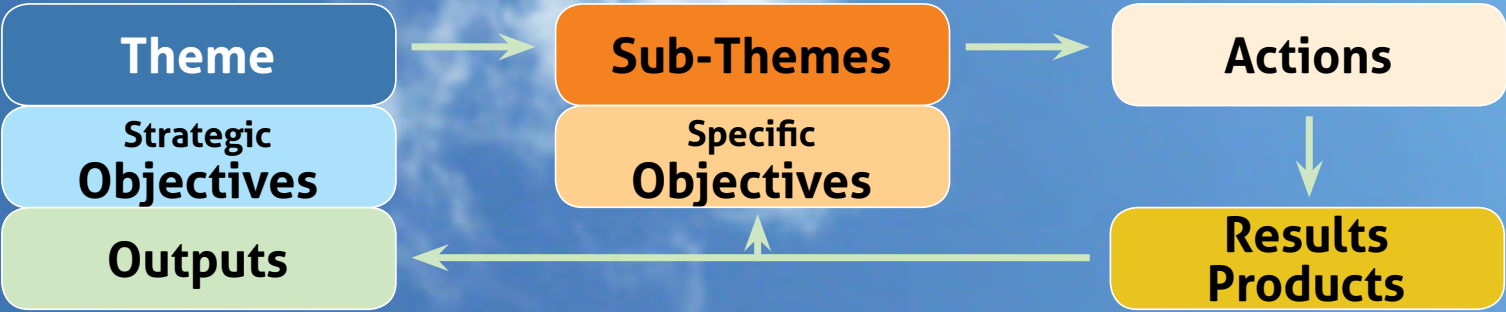 Theme
Strategic
Objectives
Outputs
Sub-Themes
Specific
Objectives
Actions
Results
Products